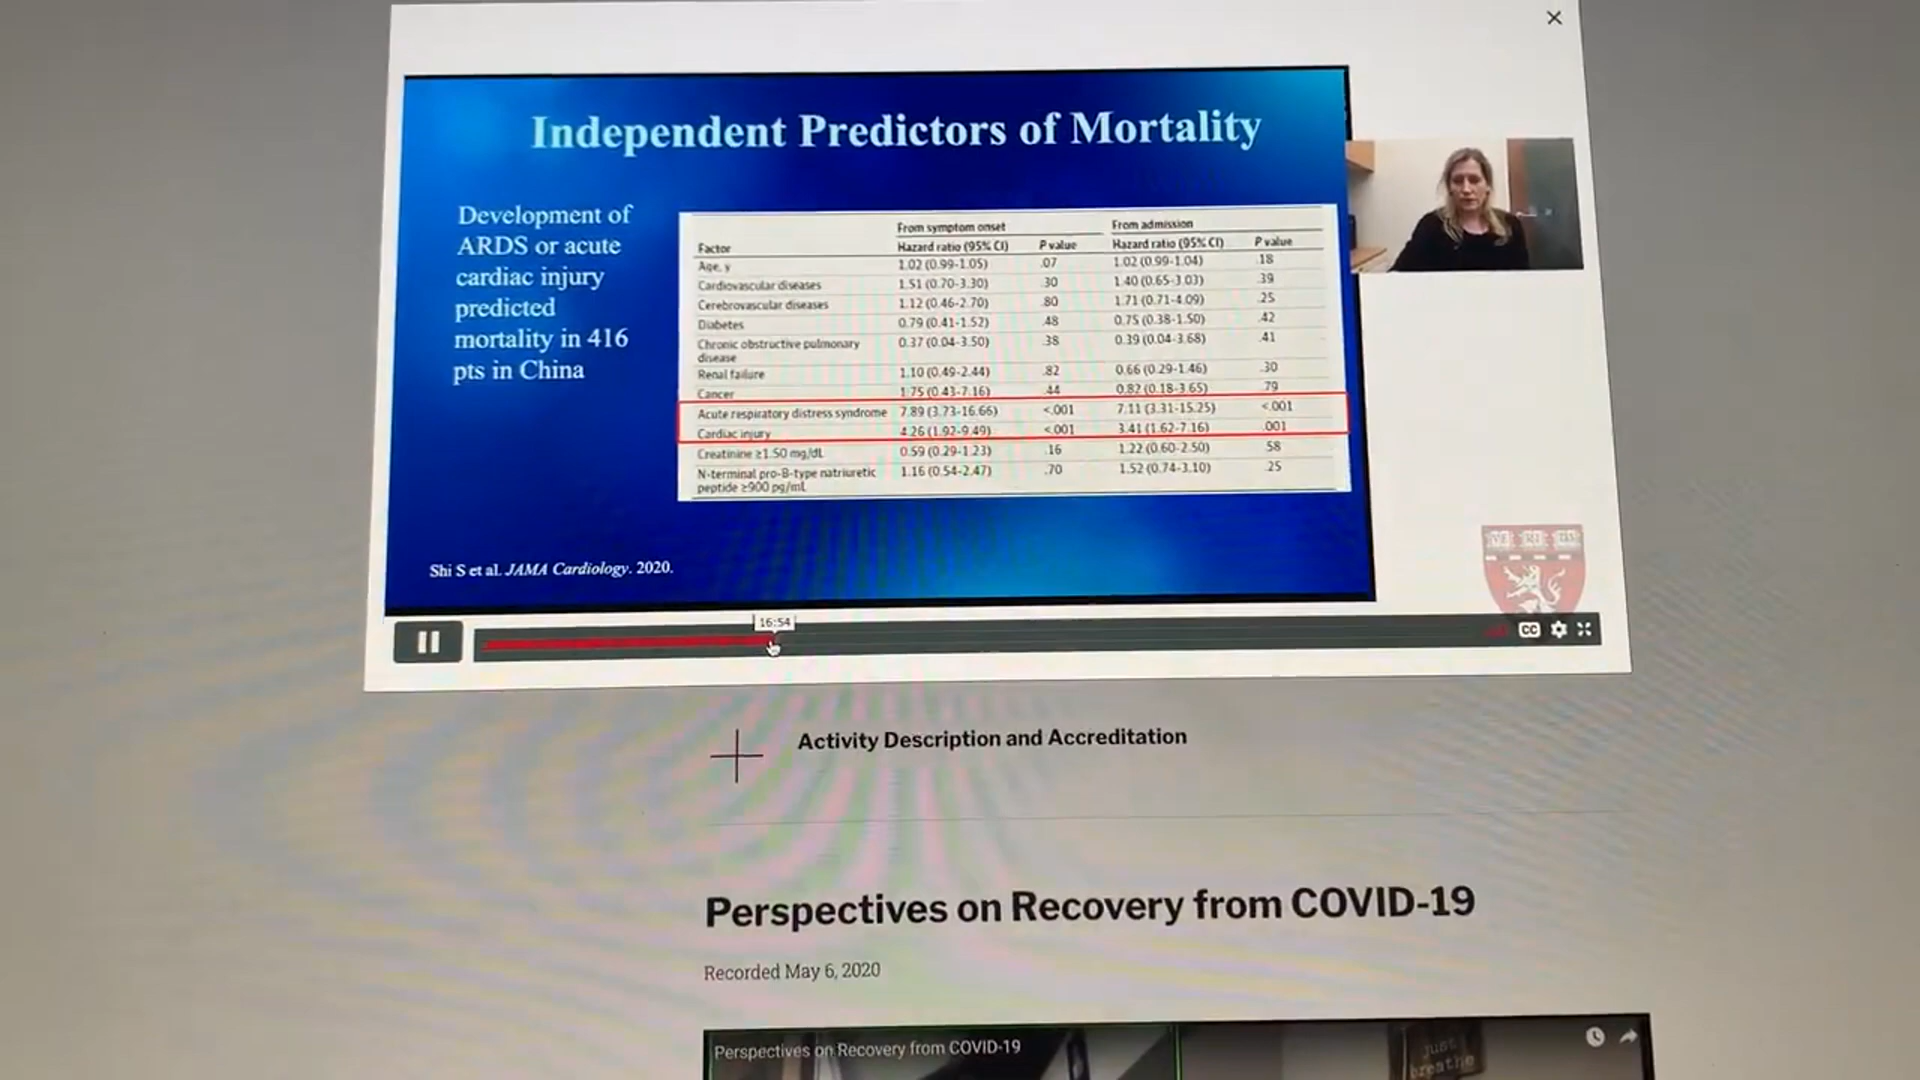 Independent Predictors of Mortality
Development of
ARDS or acute
cardiac injury
predicted
mortality in 416
pts in China
From symptom onset From admission
Factor Hazard ratio (95% CI) P value Hazard ratio (95% CI) P value
Age, y 1.02 (0.99-1.05) .07 1.02 (0.99-1.04) .18
Cardiovascular diseases 1.51 (0.70-3.30) .30 1.40 (0.65-3.03) .39
Cerebrovascular diseases 1.12 (0.46-2.70) .80 1.71 (0.71-4.09) .25
Diabetes 0.79 (0.41-1.52) .48 0.75 (0.38-1.50) .42
Chronic obstructive pulmonary 0.37 (0.04-3.50) .38 0.39 (0.04-3.68) .41
disease
Renal failure 1.10 (0.49-2.44) .82 0.66 (0.29-1.46) .30
Cancer 1.75 (0.43-7.16) .44 0.82 (0.18-3.65) .79
Acute respiratory distress syndrome 7.89 (3.73-16.66) <.001 7.11 (3.31-15.25) <.001
Cardiac injury 4.26 (1.92-9.49) <.001 3.41 (1.62-7.16) .001
Creatinine ≥1.50 mg/dL 0.59 (0.29-1.23) .16 1.22 (0.60-2.50) .58
N-terminal pro-B-type natriuretic 1.16 (0.54-2.47) .70 1.52 (0.74-3.10) .25
peptide ≥900 pg/mL
Shi S et al. JAMA Cardiology. 2020.
VE RI TAS
16:54
CC
Activity Description and Accreditation
Perspectives on Recovery from COVID-19
Recorded May 6, 2020
Perspectives on Recovery from COVID-19
just
breathe